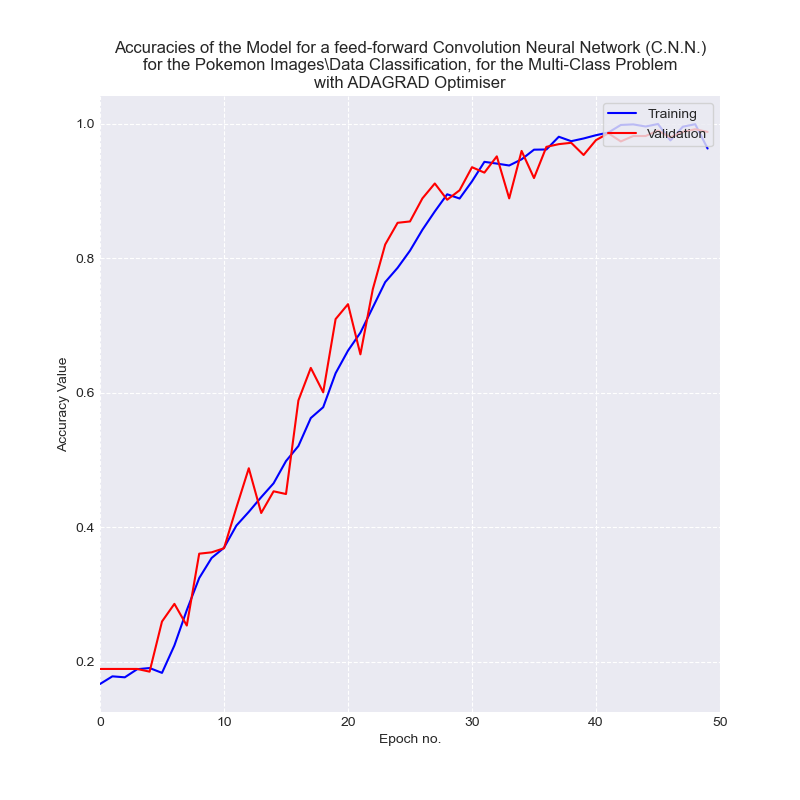 Accuracies of the Model for a feed-forward Convolution Neural Network (C.N.N.)
for the Pokemon Images\Data Classification, for the Multi-Class Problem
with ADAGRAD Optimiser
Training
Validation
1.0
0.8
0.6
0.4
0.2
Accuracy Value
0 10 20 30 40 50
Epoch no.